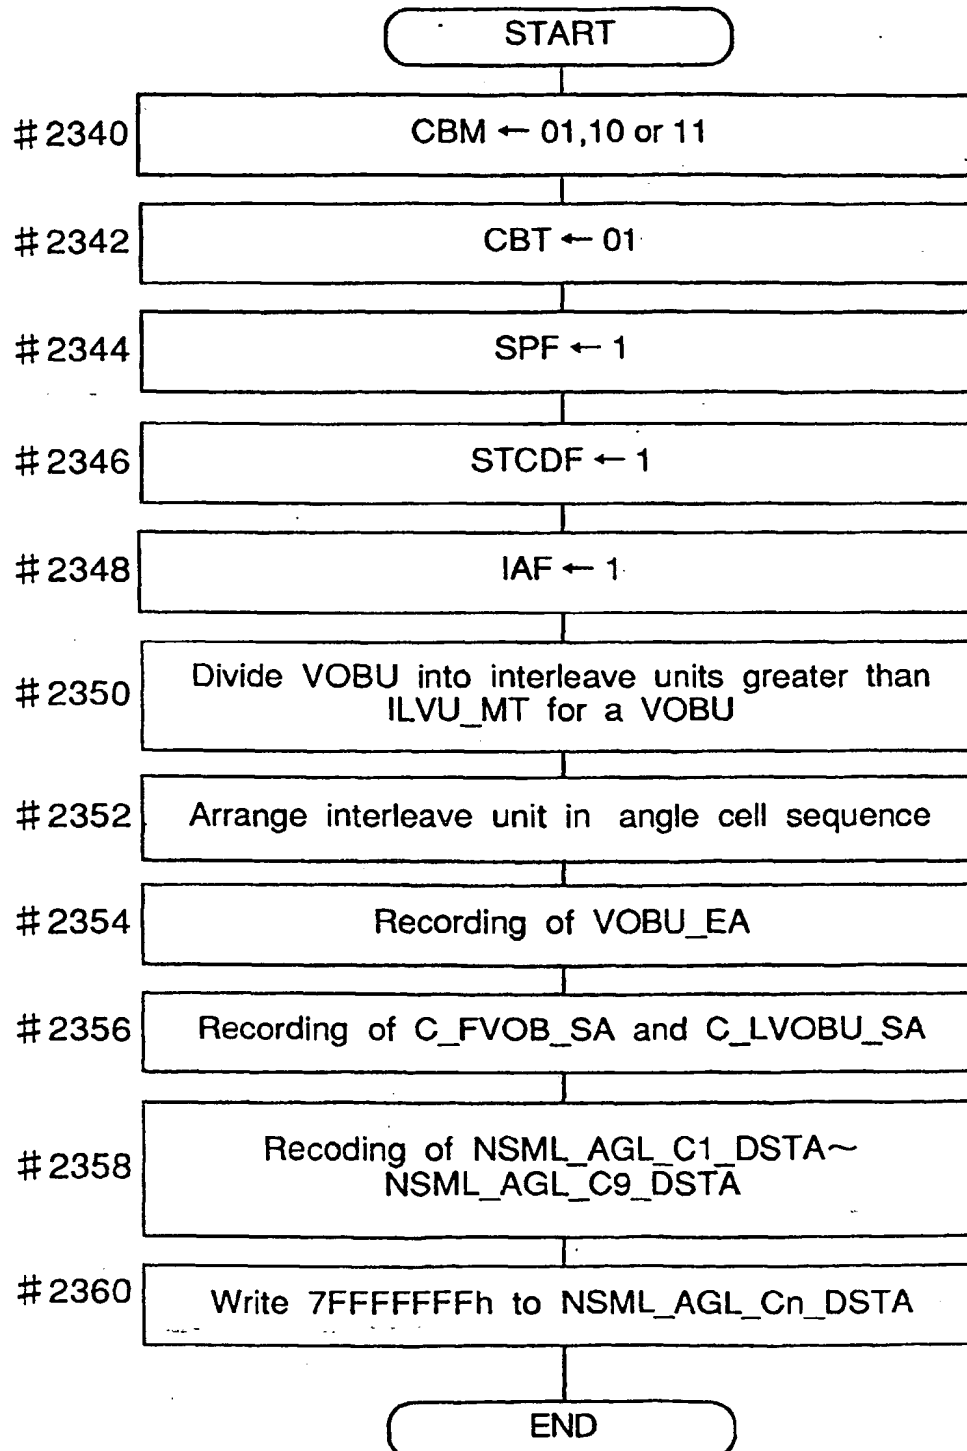 START
#2340 CBM ← 01,10 or 11
#2342 CBT ← 01
#2344 SPF ← 1
#2346 STCDF ← 1
#2348 IAF ← 1
#2350 Divide VOBU into interleave units greater than
ILVU_MT for a VOBU
#2352 Arrange interleave unit in angle cell sequence
#2354 Recording of VOBU_EA
#2356 Recording of C_FVOB_SA and C_LVOBU_SA
#2358 Recoding of NSML_AGL_C1_DSTA~
NSML_AGL_C9_DSTA
#2360 Write 7FFFFFFFh to NSML_AGL_Cn_DSTA
END